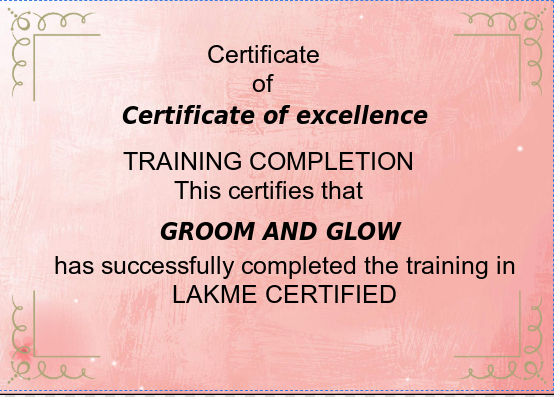 Certificate
of
Certificate of excellence
TRAINING COMPLETION
This certifies that
GROOM AND GLOW
has successfully completed the training in
LAKME CERTIFIED